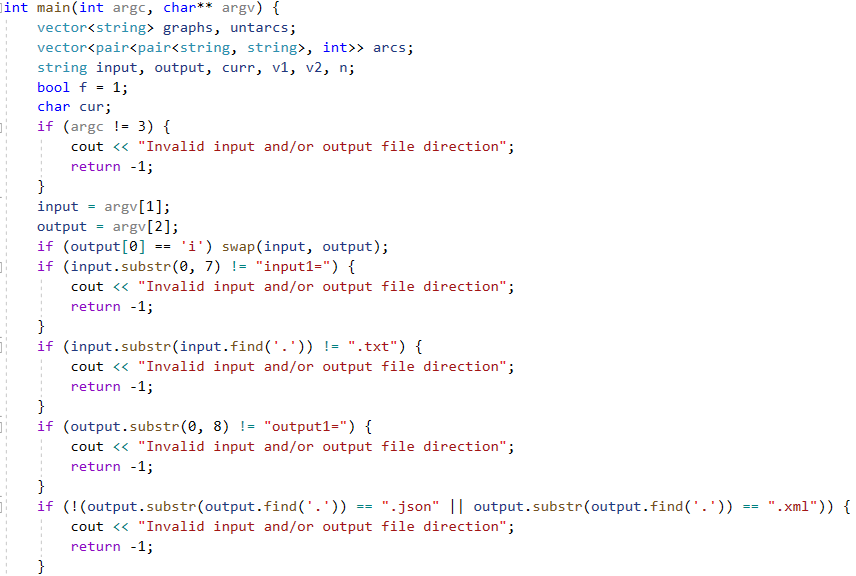 int main(int argc, char** argv) {
    vector<string> graphs, untarcs;
    vector<pair<pair<string, string>, int>> arcs;
    string input, output, curr, v1, v2, n;
    bool f = 1;
    char cur;
    if (argc != 3) {
        cout << "Invalid input and/or output file direction";
        return -1;
    }
    input = argv[1];
    output = argv[2];
    if (output[0] == 'i') swap(input, output);
    if (input.substr(0, 7) != "input1=") {
        cout << "Invalid input and/or output file direction";
        return -1;
    }
    if (input.substr(input.find('.')) != ".txt") {
        cout << "Invalid input and/or output file direction";
        return -1;
    }
    if (output.substr(0, 8) != "output1=") {
        cout << "Invalid input and/or output file direction";
        return -1;
    }
    if (!(output.substr(output.find('.')) == ".json" || output.substr(output.find('.')) == ".xml")) {
        cout << "Invalid input and/or output file direction";
        return -1;
    }